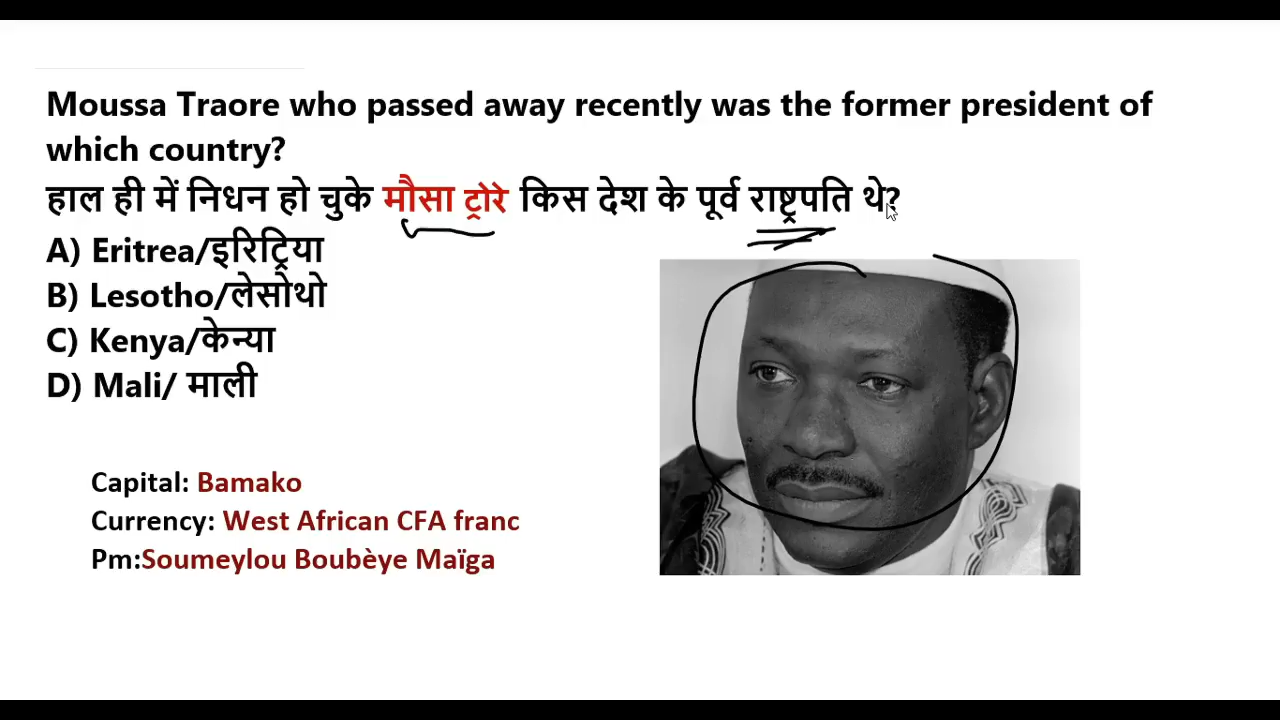 Moussa Traore who passed away recently was the former president of
which country?
हाल ही में निधन हो चुके मौसा ट्रोरे किस देश के पूर्व राष्ट्रपति थे?
A) Eritrea/इरिट्रिया
B) Lesotho/लेसोथो
C) Kenya/केन्या
D) Mali/ माली
Capital: Bamako
Currency: West African CFA franc
Pm:Soumeylou Boubèye Maïga